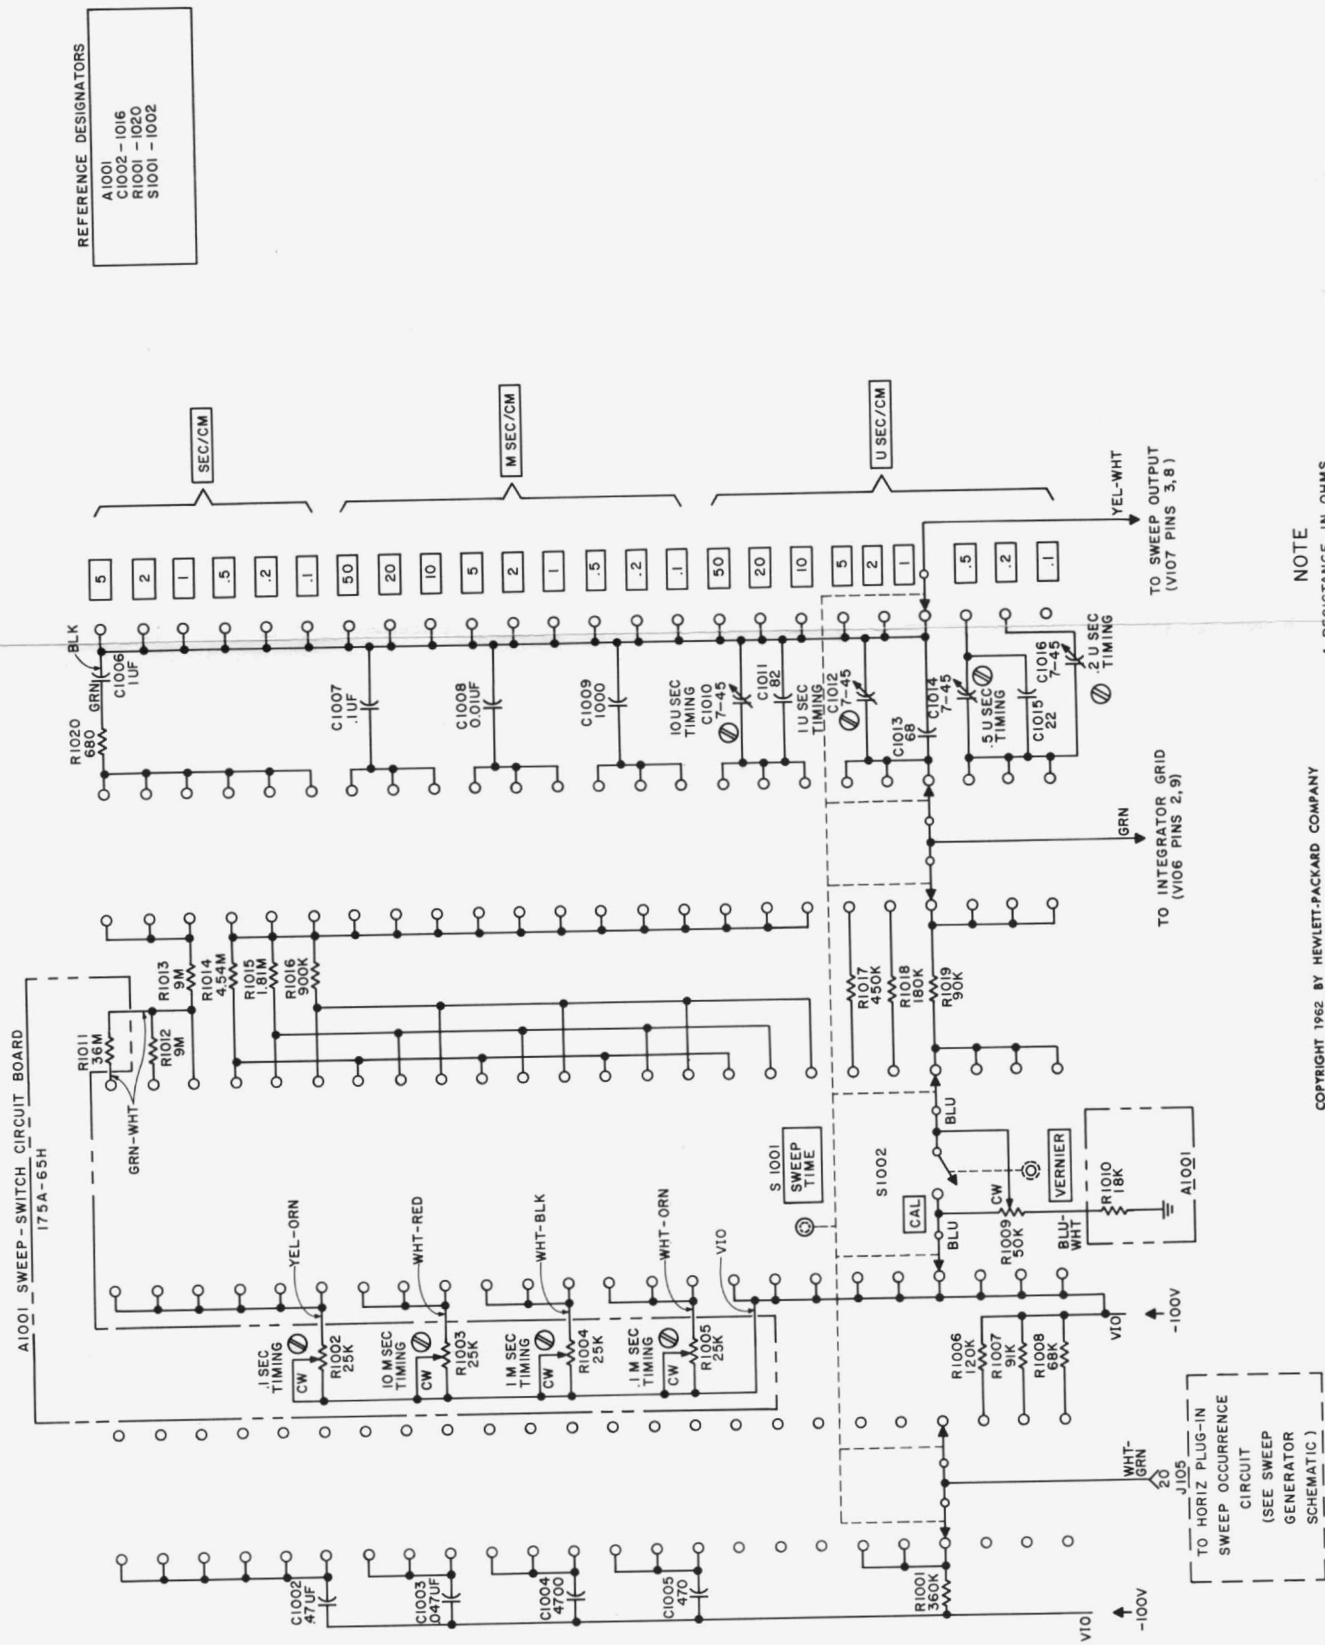 REFERENCE DESIGNATORS
A1001
C1002-1016
R1001-1020
S1001-1002
SEC/CM
M SEC/CM
U SEC/CM
5
2
1
.5
.2
.1
50
20
10
5
2
1
.5
.2
.1
50
20
10
5
2
1
.5
.2
.1
YEL-WHT
TO SWEEP OUTPUT
(V107 PINS 3,8)
BLK
GRN
C1006
1UF
R1020
680
C1007
.1UF
C1008
0.01UF
C1009
1000
10 U SEC
TIMING
C1010
7-45
C1011
82
1 U SEC
TIMING
C1012
7-45
C1013
68
C1014
7-45
.5 U SEC
TIMING
C1015
22
C1016
7-45
.2 U SEC
TIMING
GRN
TO INTEGRATOR GRID
(V106 PINS 2,9)
A1001 SWEEP-SWITCH CIRCUIT BOARD
175A-65H
R1011
36M
R1012
9M
R1013
9M
R1014
4.54M
R1015
1.81M
R1016
900K
R1017
450K
R1018
180K
R1019
90K
GRN-WHT
S1001
SWEEP
TIME
S1002
BLU
CAL
BLU
CW
R1009
50K
VERNIER
BLU-
WHT
R1010
18K
A1001
YEL-ORN
WHT-RED
WHT-BLK
WHT-ORN
VIO
.1 SEC
TIMING
CW
R1002
25K
10 M SEC
TIMING
CW
R1003
25K
1 M SEC
TIMING
CW
R1004
25K
.1 M SEC
TIMING
CW
R1005
25K
R1006
120K
R1007
91K
R1008
68K
VIO
-100V
WHT-
GRN
20
J105
TO HORIZ PLUG-IN
SWEEP OCCURRENCE
CIRCUIT
(SEE SWEEP
GENERATOR
SCHEMATIC)
C1002
.47UF
C1003
.047UF
C1004
4700
C1005
470
R1001
360K
VIO
-100V
NOTE
COPYRIGHT 1962 BY HEWLETT-PACKARD COMPANY